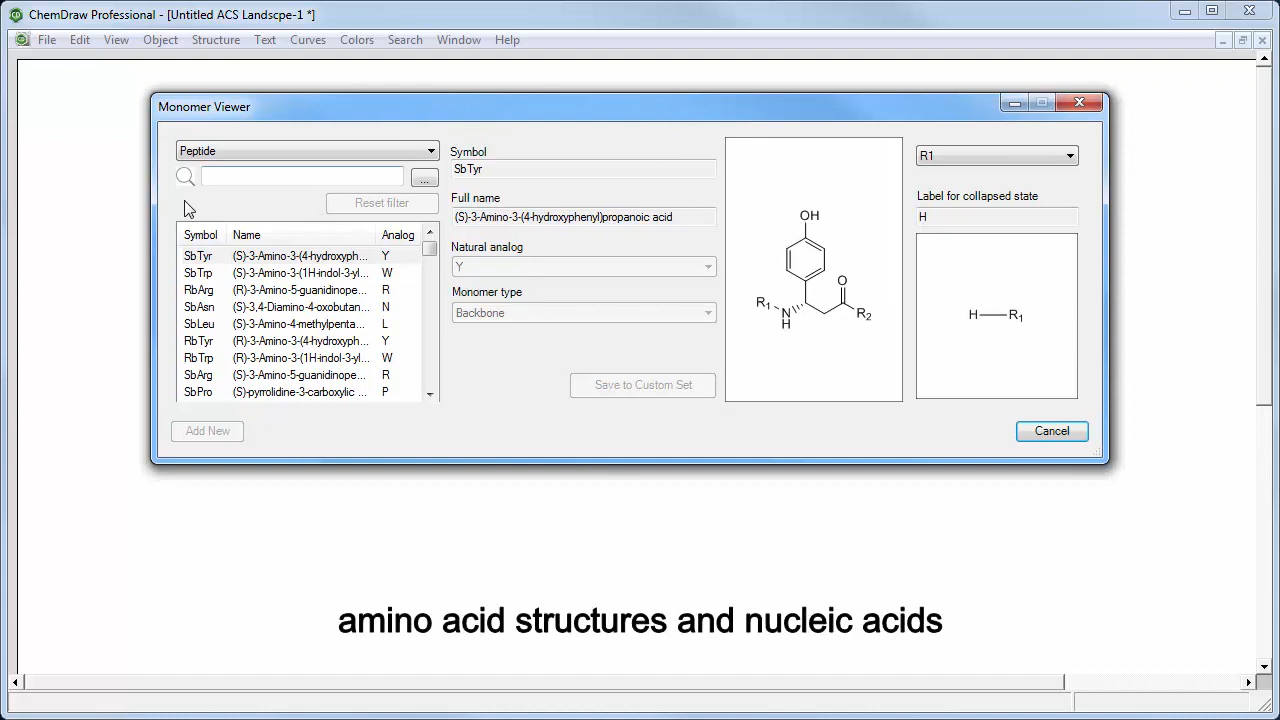 ChemDraw Professional - [Untitled ACS Landscpe-1 *]
File Edit View Object Structure Text Curves Colors Search Window Help
Monomer Viewer
Peptide
...
Reset filter
Symbol Name Analog
SbTyr (S)-3-Amino-3-(4-hydroxyph... Y
SbTrp (S)-3-Amino-3-(1H-indol-3-yl... W
RbArg (R)-3-Amino-5-guanidinope... R
SbAsn (S)-3,4-Diamino-4-oxobutan... N
SbLeu (S)-3-Amino-4-methylpenta... L
RbTyr (R)-3-Amino-3-(4-hydroxyph... Y
RbTrp (R)-3-Amino-3-(1H-indol-3-yl... W
SbArg (S)-3-Amino-5-guanidinope... R
SbPro (S)-pyrrolidine-3-carboxylic ... P
Add New
Symbol
SbTyr
Full name
(S)-3-Amino-3-(4-hydroxyphenyl)propanoic acid
Natural analog
Y
Monomer type
Backbone
Save to Custom Set
OH
O
R1 N R2
H
R1
Label for collapsed state
H
H R1
Cancel
amino acid structures and nucleic acids